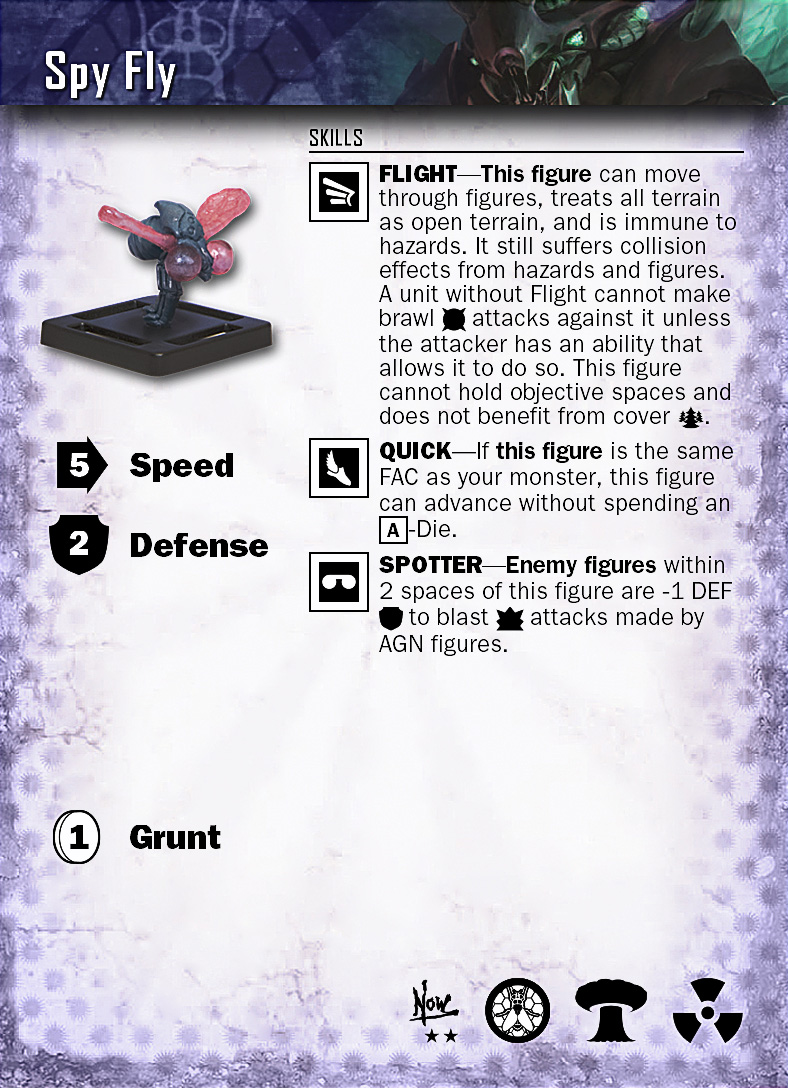 Spy Fly
SKILLS
FLIGHT—This figure can move
through figures, treats all terrain
as open terrain, and is immune to
hazards. It still suffers collision
effects from hazards and figures.
A unit without Flight cannot make
brawl attacks against it unless
the attacker has an ability that
allows it to do so. This figure
cannot hold objective spaces and
does not benefit from cover .
QUICK—If this figure is the same
FAC as your monster, this figure
can advance without spending an
A-Die.
SPOTTER—Enemy figures within
2 spaces of this figure are -1 DEF
to blast attacks made by
AGN figures.
5 Speed
2 Defense
1 Grunt
Now